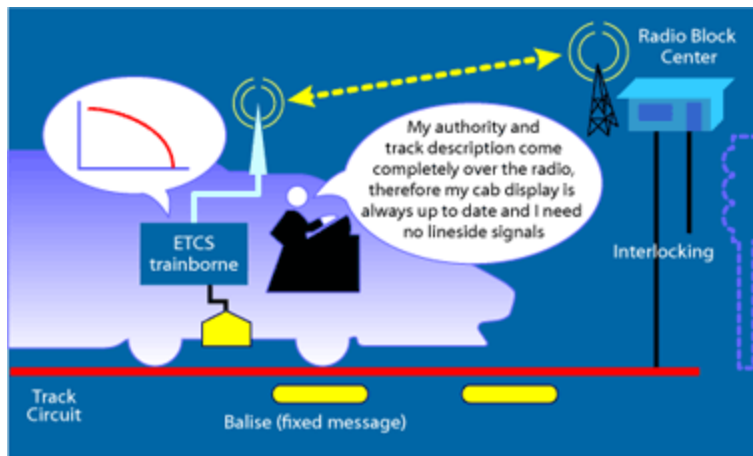 Radio Block
Center
My authority and
track description come
completely over the radio,
therefore my cab display is
always up to date and I need
no lineside signals
ETCS
trainborne
Interlocking
Track
Circuit
Balise (fixed message)